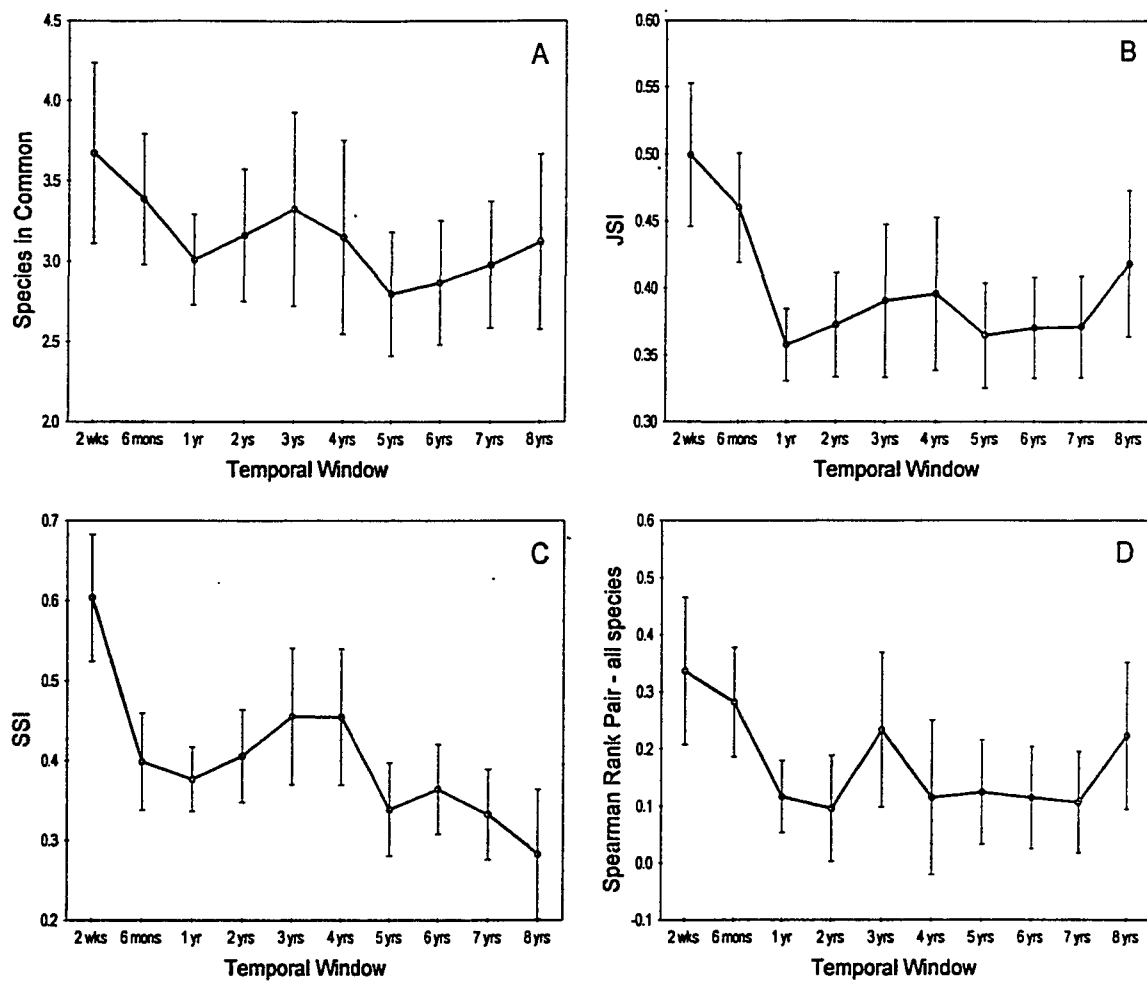 A
Species in Common
4.5
4.0
3.5
3.0
2.5
2.0
2 wks 6 mons 1 yr 2 yrs 3 yrs 4 yrs 5 yrs 6 yrs 7 yrs 8 yrs
Temporal Window
B
JSI
0.60
0.55
0.50
0.45
0.40
0.35
0.30
2 wks 6 mons 1 yr 2 yrs 3 yrs 4 yrs 5 yrs 6 yrs 7 yrs 8 yrs
Temporal Window
C
SSI
0.7
0.6
0.5
0.4
0.3
0.2
2 wks 6 mons 1 yr 2 yrs 3 yrs 4 yrs 5 yrs 6 yrs 7 yrs 8 yrs
Temporal Window
D
Spearman Rank Pair - all species
0.6
0.5
0.4
0.3
0.2
0.1
0.0
-0.1
2 wks 6 mons 1 yr 2 yrs 3 yrs 4 yrs 5 yrs 6 yrs 7 yrs 8 yrs
Temporal Window